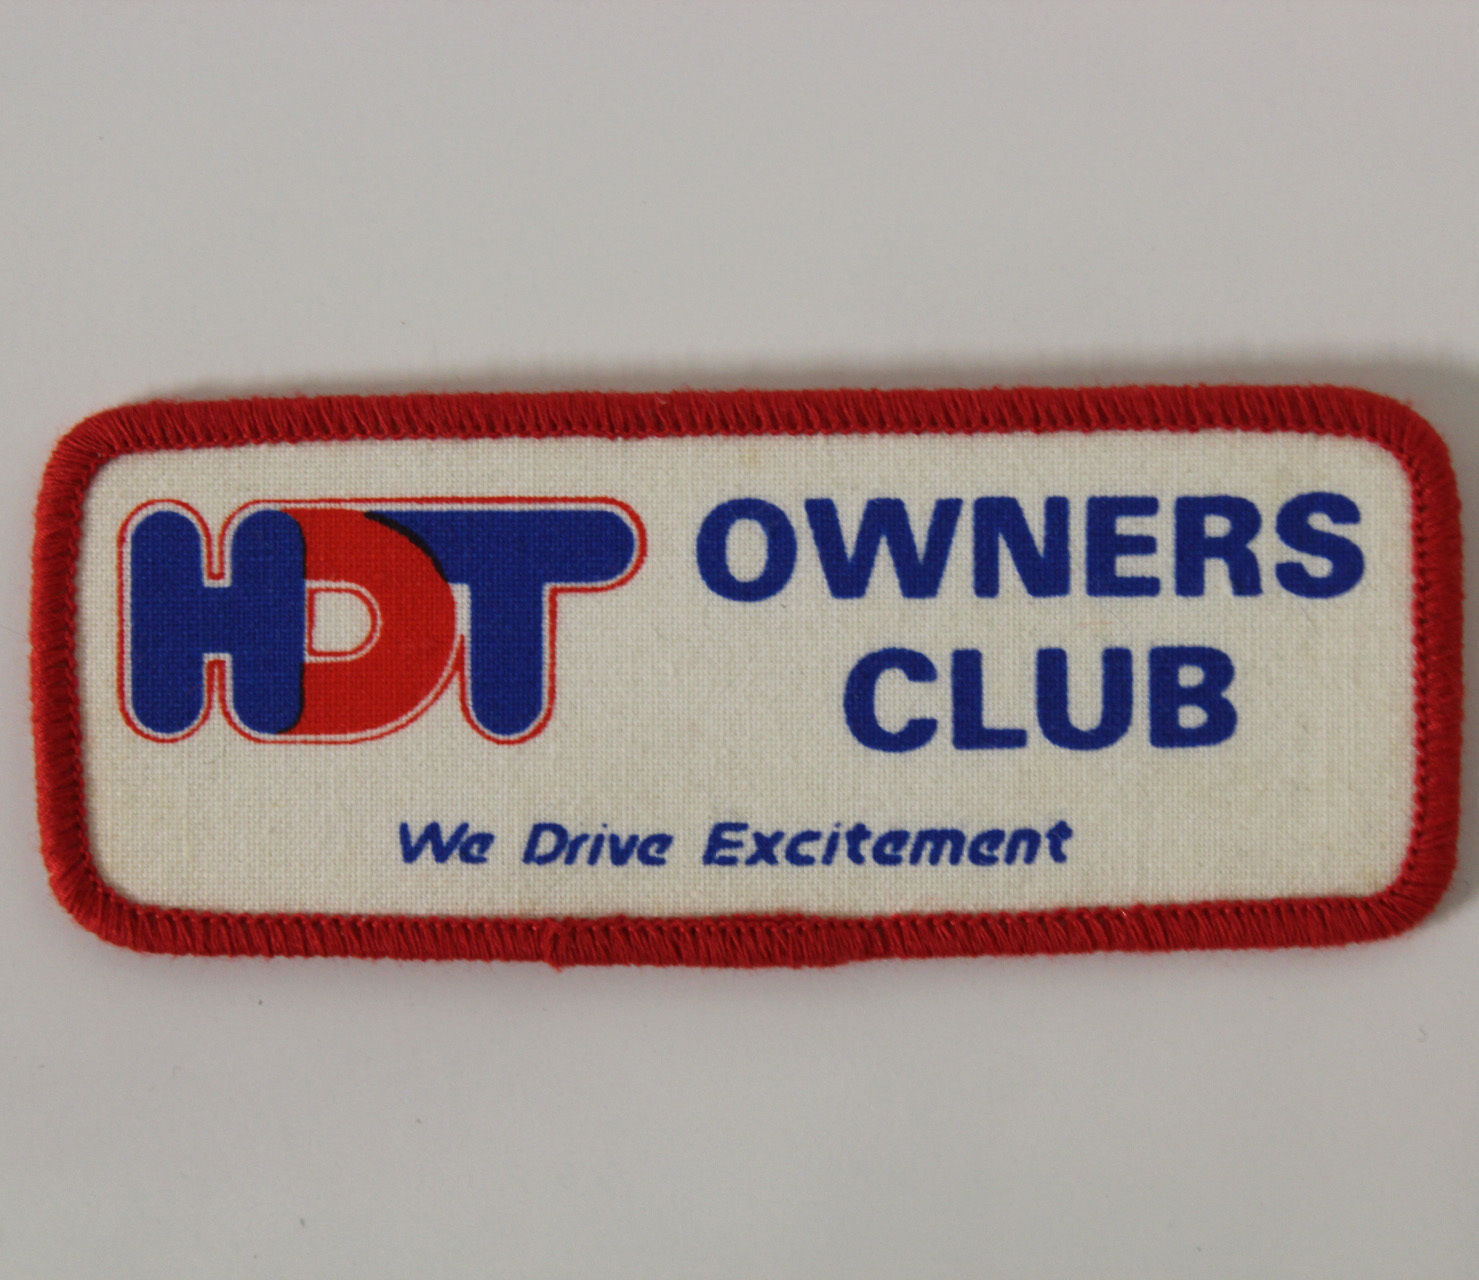 HDT OWNERS
CLUB
We Drive Excitement